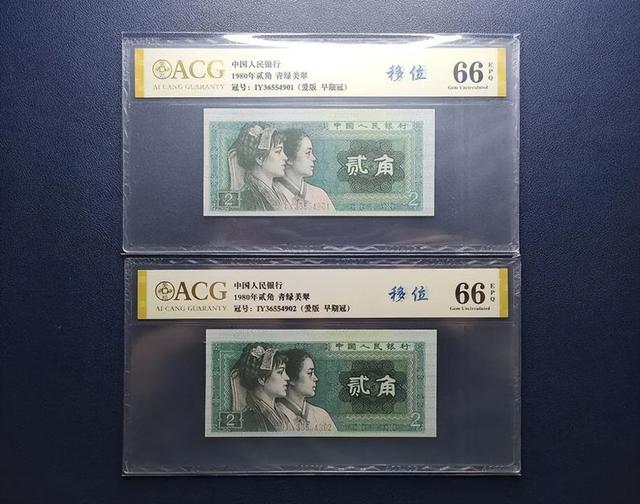 ACG
AI CANG GUARANTY
中国人民银行
1980年贰角 青绿美翠
冠号：IY36554901（爱版 早期冠）
移位
66 EPQ
Gem Uncirculated
中国人民银行
贰角
2
2
IY36554901
ACG
AI CANG GUARANTY
中国人民银行
1980年贰角 青绿美翠
冠号：IY36554902（爱版 早期冠）
移位
66 EPQ
Gem Uncirculated
中国人民银行
贰角
2
2
IY36554902